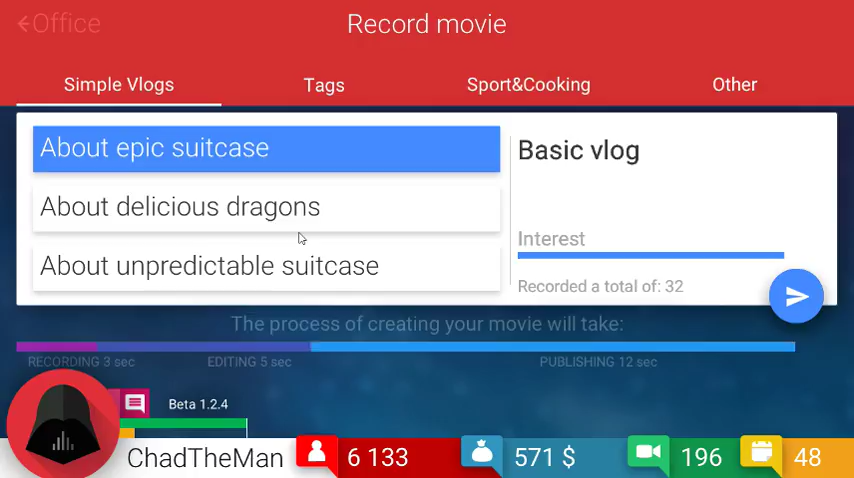 Office
Record movie
Simple Vlogs
Tags
Sport&Cooking
Other
About epic suitcase
About delicious dragons
About unpredictable suitcase
Basic vlog
Interest
Recorded a total of: 32
The process of creating your movie will take:
RECORDING 3 sec
EDITING 5 sec
PUBLISHING 12 sec
Beta 1.2.4
ChadTheMan
6 133
571 $
196
48